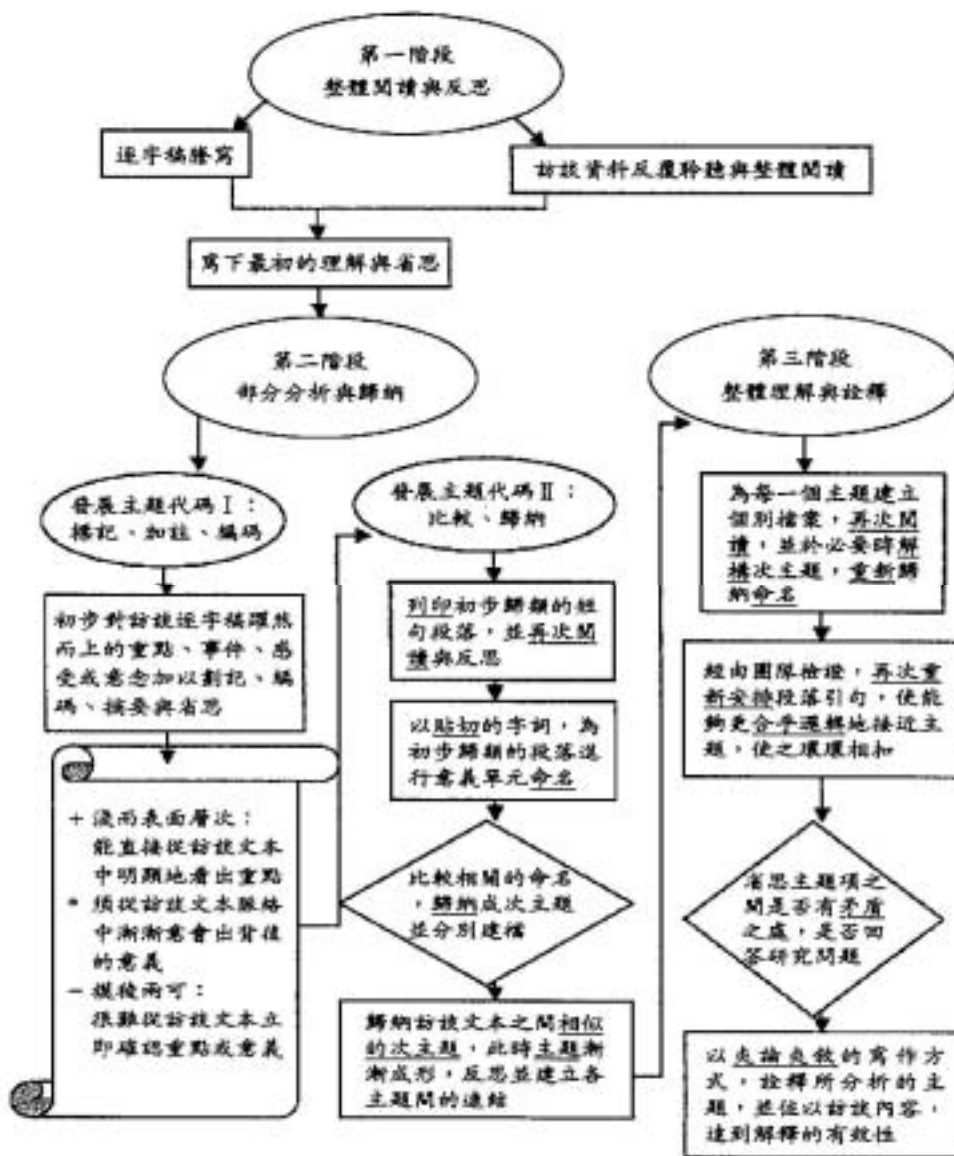 第一階段
整體閱讀與反思
逐字稿謄寫
訪談資料反覆聆聽與整體閱讀
寫下最初的理解與省思
第二階段
部分分析與歸納
發展主題代碼Ⅰ：
標記、加註、編碼
初步對訪談逐字稿躍然
而上的重點、事件、感
受或意念加以劃記、編
碼、摘要與省思
+ 淺形表面層次：
能直接從訪談文本
中明顯地看出重點
* 須從訪談文本脈絡
中漸漸意會出背後
的意義
- 模稜兩可：
很難從訪談文本立
即確認重點或意義
發展主題代碼Ⅱ：
比較、歸納
列印初步歸類的短
句段落，並再次閱
讀與反思
以貼切的字詞，為
初步歸類的段落進
行意義單元命名
比較相關的命名
，歸納成次主題
並分別建檔
歸納訪談文本之間相似
的次主題，此時主題漸
漸成形，反思並建立各
主題間的連結
第三階段
整體理解與詮釋
為每一個主題建立
個別檔案，再次閱
讀，並於必要時解
構次主題，重新歸
納命名
經由團隊檢證，再次重
新安排段落引句，使能
夠更合乎邏輯地接近主
題，使之環環相扣
省思主題項之
間是否有矛盾
之處，是否回
答研究問題
以夾論夾敘的寫作方
式，詮釋所分析的主
題，並佐以訪談內容，
達到解釋的有效性